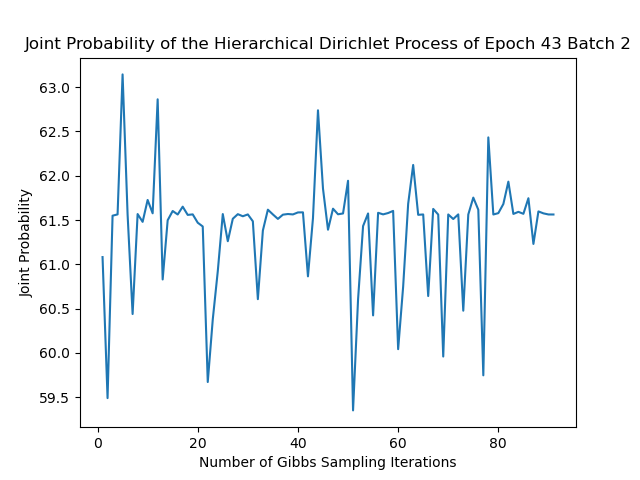 Joint Probability of the Hierarchical Dirichlet Process of Epoch 43 Batch 2
63.0
62.5
62.0
61.5
61.0
60.5
60.0
59.5
Joint Probability
0 20 40 60 80
Number of Gibbs Sampling Iterations